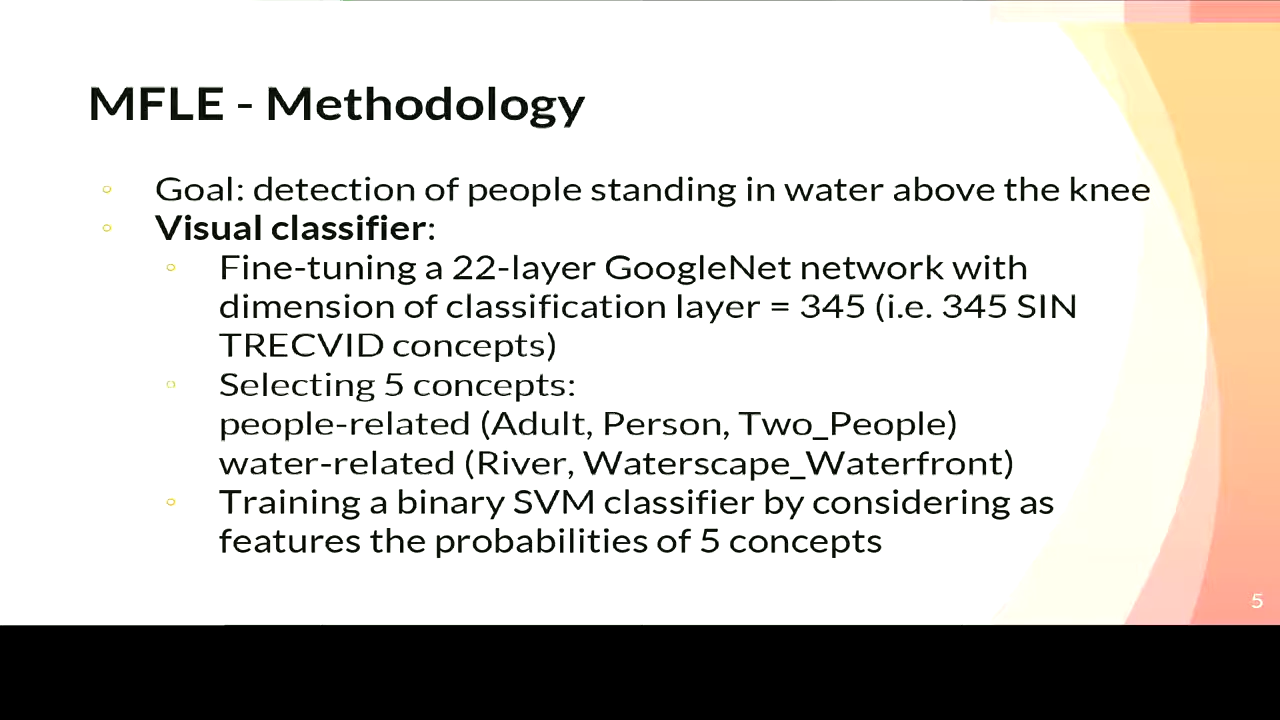 MFLE - Methodology
Goal: detection of people standing in water above the knee
Visual classifier:
Fine-tuning a 22-layer GoogleNet network with
dimension of classification layer = 345 (i.e. 345 SIN
TRECVID concepts)
Selecting 5 concepts:
people-related (Adult, Person, Two_People)
water-related (River, Waterscape_Waterfront)
Training a binary SVM classifier by considering as
features the probabilities of 5 concepts
5